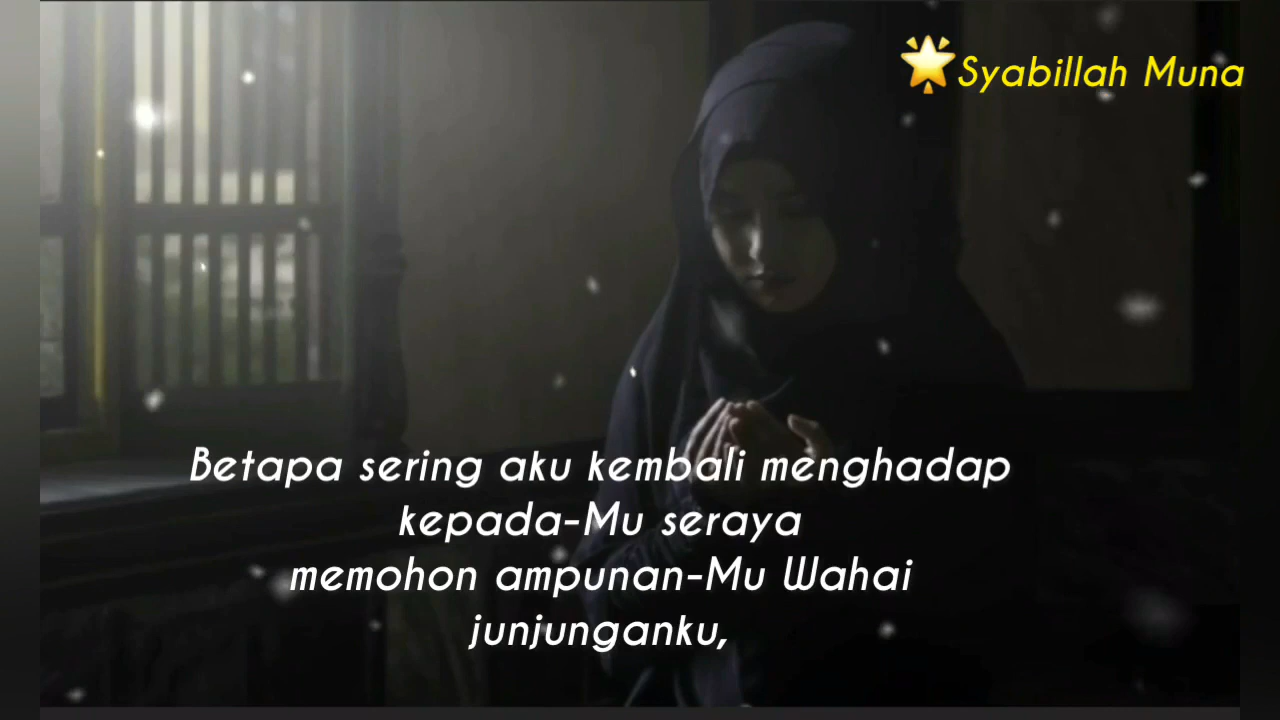 Syabillah Muna
Betapa sering aku kembali menghadap
kepada-Mu seraya
memohon ampunan-Mu Wahai
junjunganku,